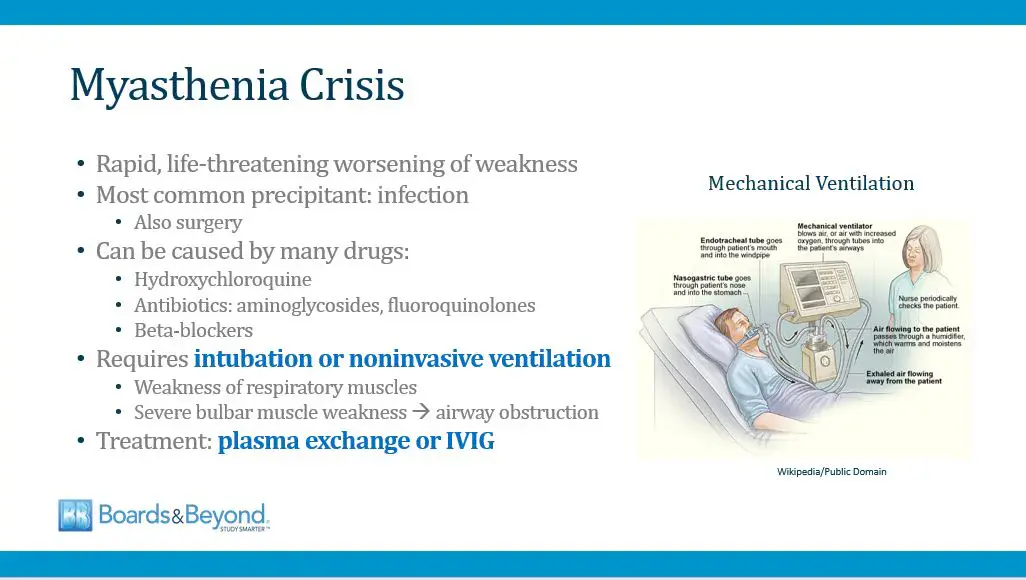 Myasthenia Crisis
• Rapid, life-threatening worsening of weakness
• Most common precipitant: infection
• Also surgery
• Can be caused by many drugs:
• Hydroxychloroquine
• Antibiotics: aminoglycosides, fluoroquinolones
• Beta-blockers
• Requires intubation or noninvasive ventilation
• Weakness of respiratory muscles
• Severe bulbar muscle weakness → airway obstruction
• Treatment: plasma exchange or IVIG
Mechanical Ventilation
Mechanical ventilator
blows air, or air with increased
oxygen, through tubes into
the patient's airways
Endotracheal tube goes
through patient's mouth
and into the windpipe
Nasogastric tube goes
through patient's nose
and into the stomach
Nurse periodically
checks the patient.
Air flowing to the patient
passes through a humidifier,
which warms and moistens
the air
Exhaled air flowing
away from the patient
Wikipedia/Public Domain
BB
Boards&Beyond.
STUDY SMARTER™